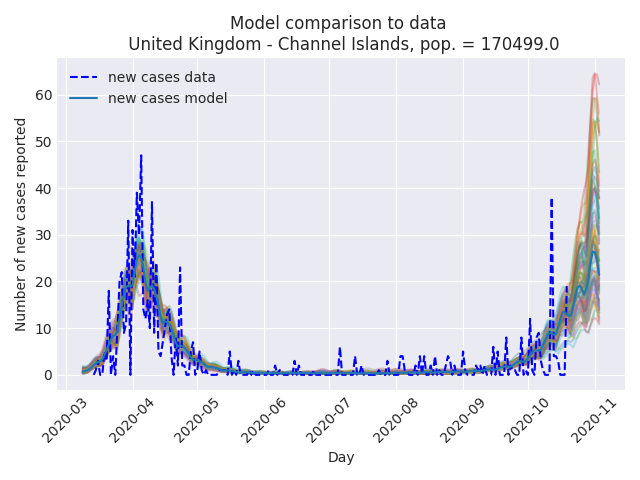 Model comparison to data
United Kingdom - Channel Islands, pop. = 170499.0
new cases data
new cases model
Number of new cases reported
60
50
40
30
20
10
0
2020-03
2020-04
2020-05
2020-06
2020-07
2020-08
2020-09
2020-10
2020-11
Day